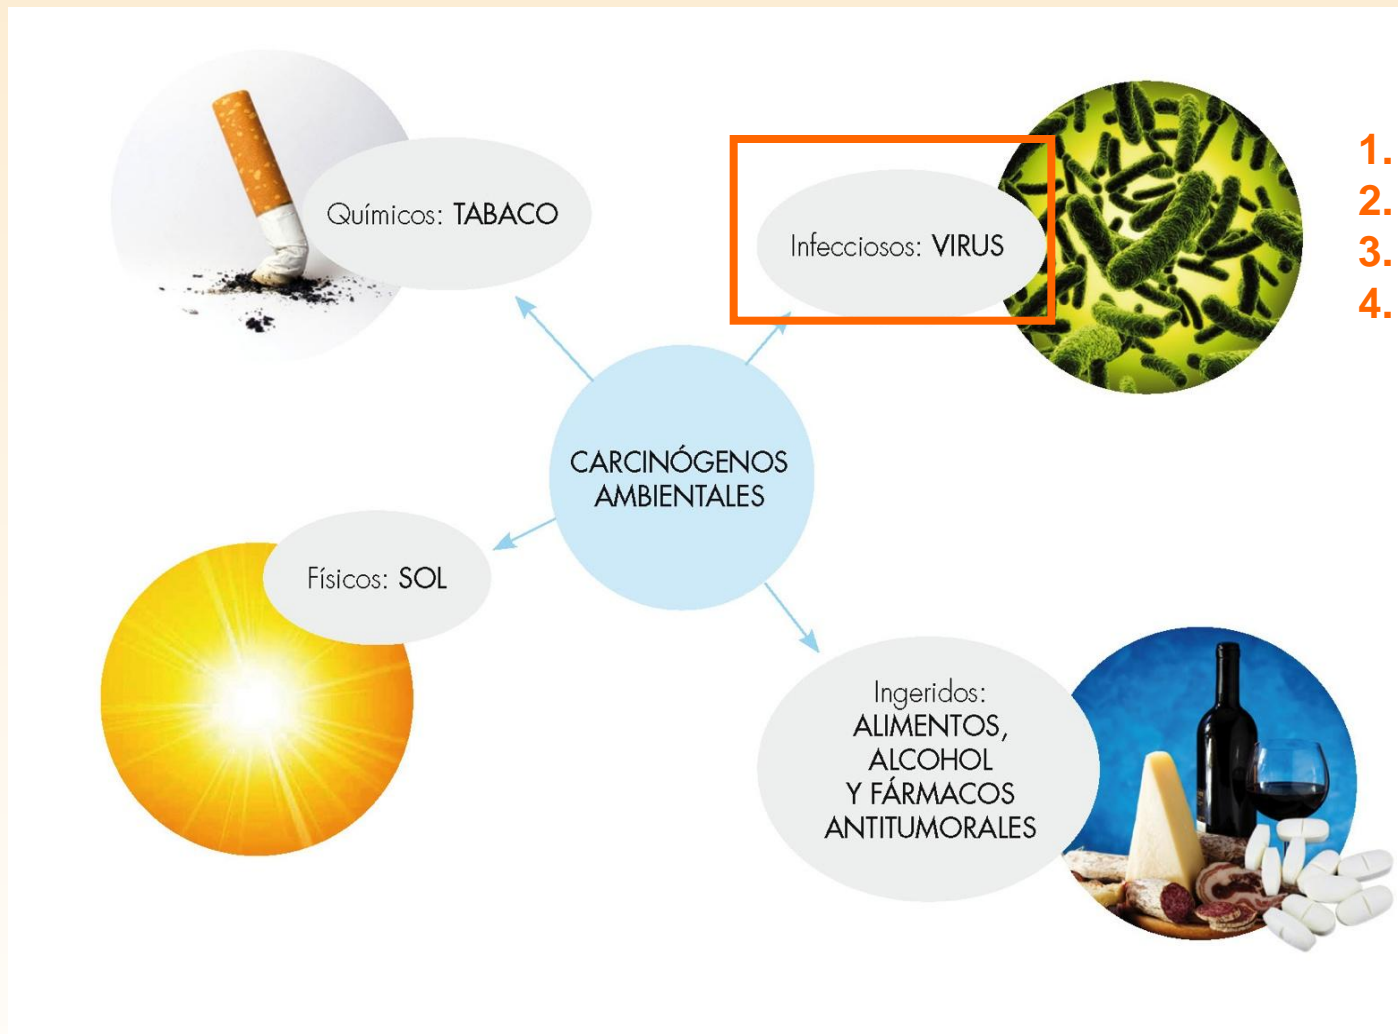 Químicos: TABACO
Infecciosos: VIRUS
1.
2.
3.
4.
CARCINÓGENOS
AMBIENTALES
Físicos: SOL
Ingeridos:
ALIMENTOS,
ALCOHOL
Y FÁRMACOS
ANTITUMORALES